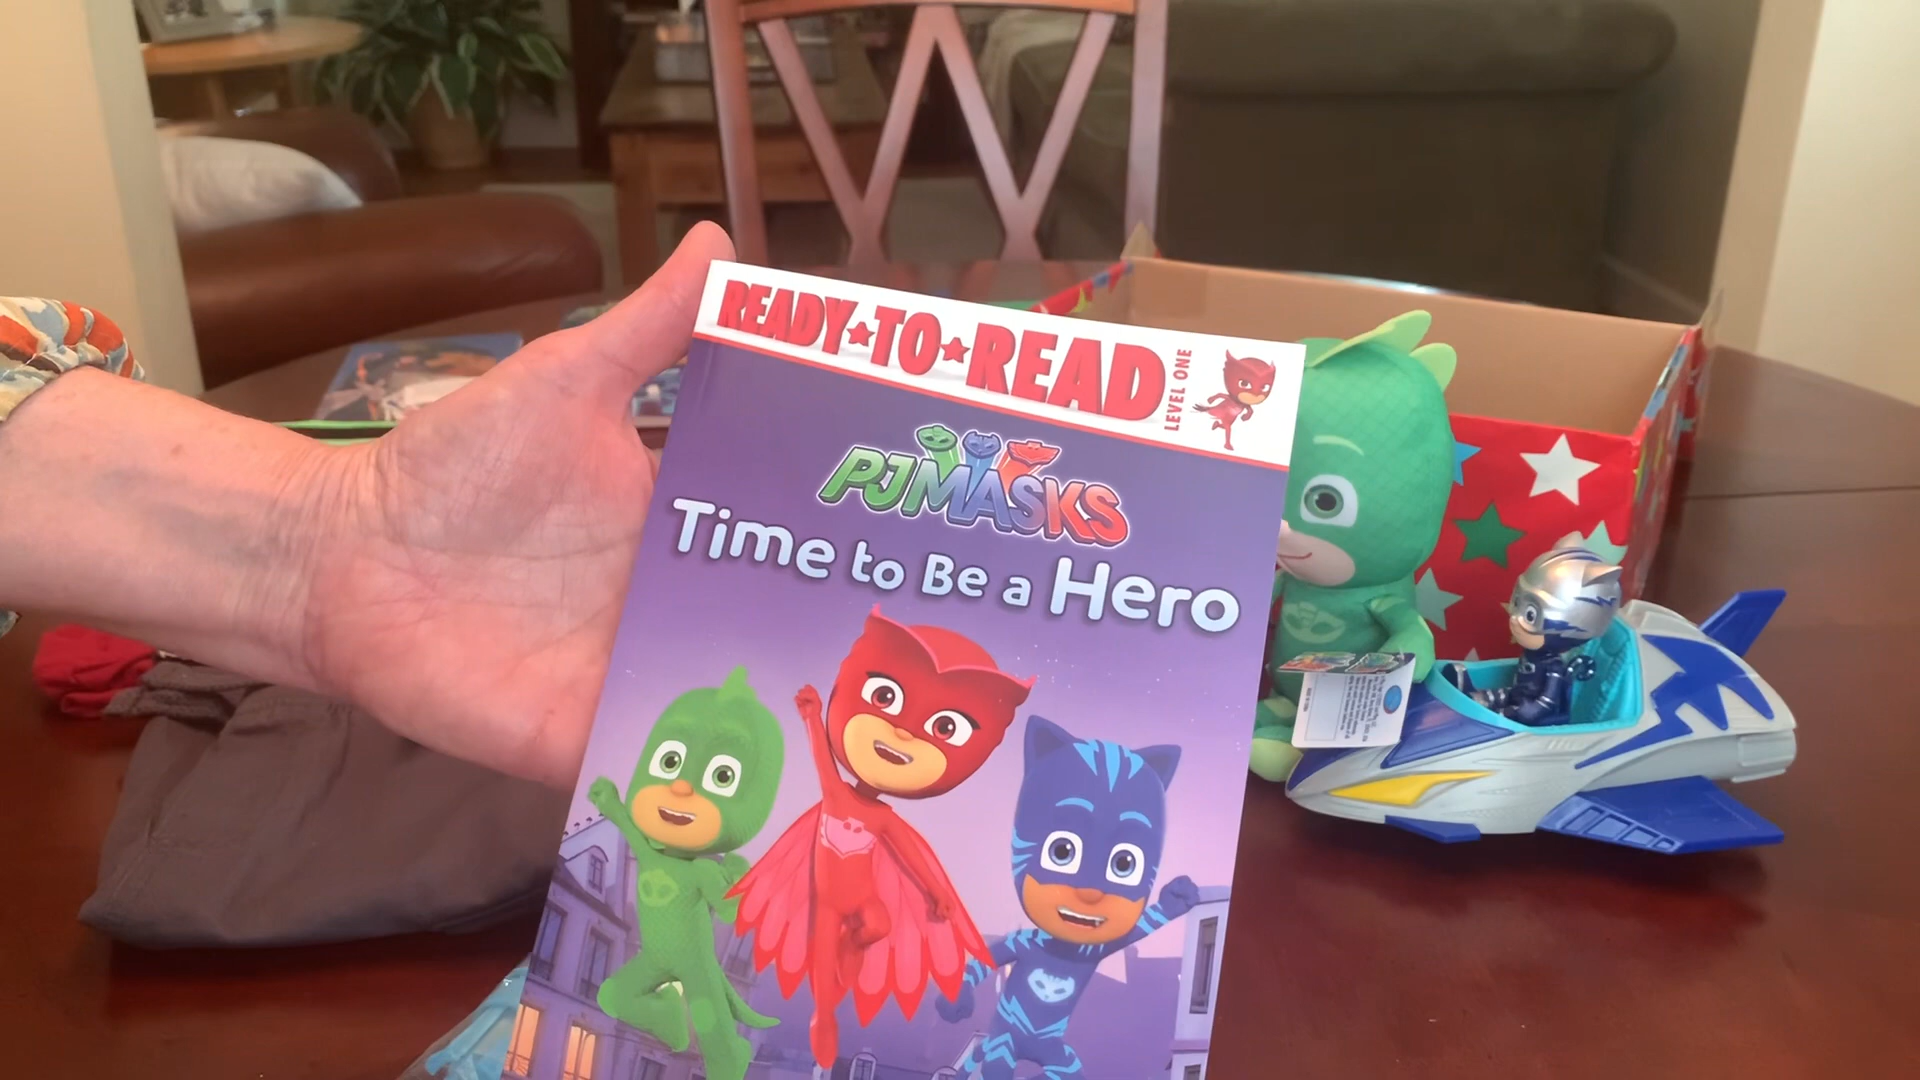 READY★TO★READ
LEVEL ONE
PJMASKS
Time to Be a Hero